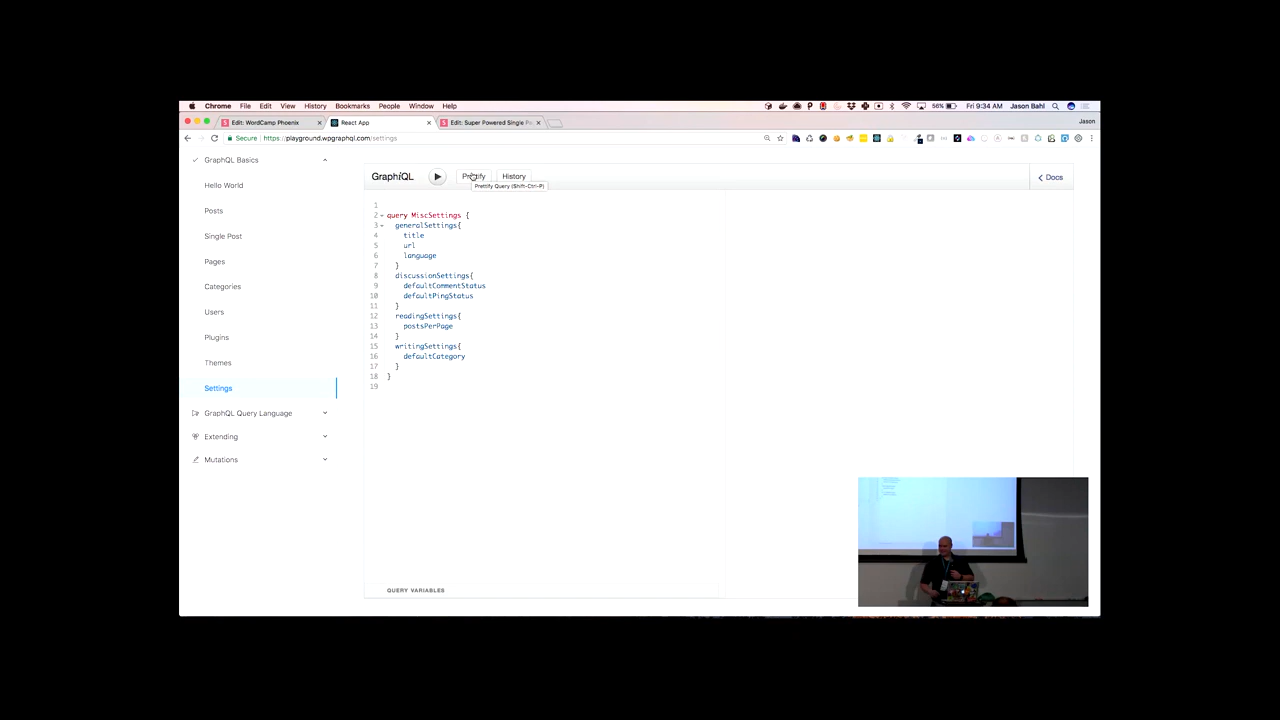 Chrome File Edit View History Bookmarks People Window Help 56% Fri 9:34 AM Jason Bahl
Edit: WordCamp Phoenix React App Edit: Super Powered Single P Jason
Secure https://playground.wpgraphql.com/settings
GraphQL Basics
Hello World
Posts
Single Post
Pages
Categories
Users
Plugins
Themes
Settings
GraphQL Query Language
Extending
Mutations
GraphiQL Prettify History Docs
Prettify Query (Shift-Ctrl-P)
1
2 query MiscSettings {
3 generalSettings{
4 title
5 url
6 language
7 }
8 discussionSettings{
9 defaultCommentStatus
10 defaultPingStatus
11 }
12 readingSettings{
13 postsPerPage
14 }
15 writingSettings{
16 defaultCategory
17 }
18 }
19
QUERY VARIABLES